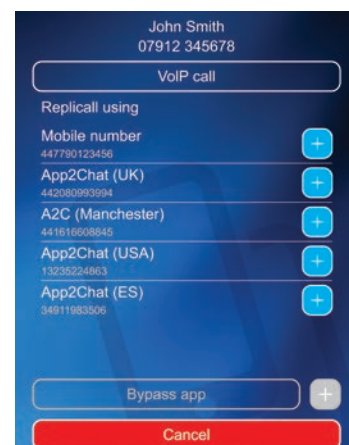 John Smith
07912 345678
VoIP call
Replicall using
Mobile number
447790123456
App2Chat (UK)
442080993994
A2C (Manchester)
441616608845
App2Chat (USA)
13235224863
App2Chat (ES)
34911983506
Bypass app
Cancel